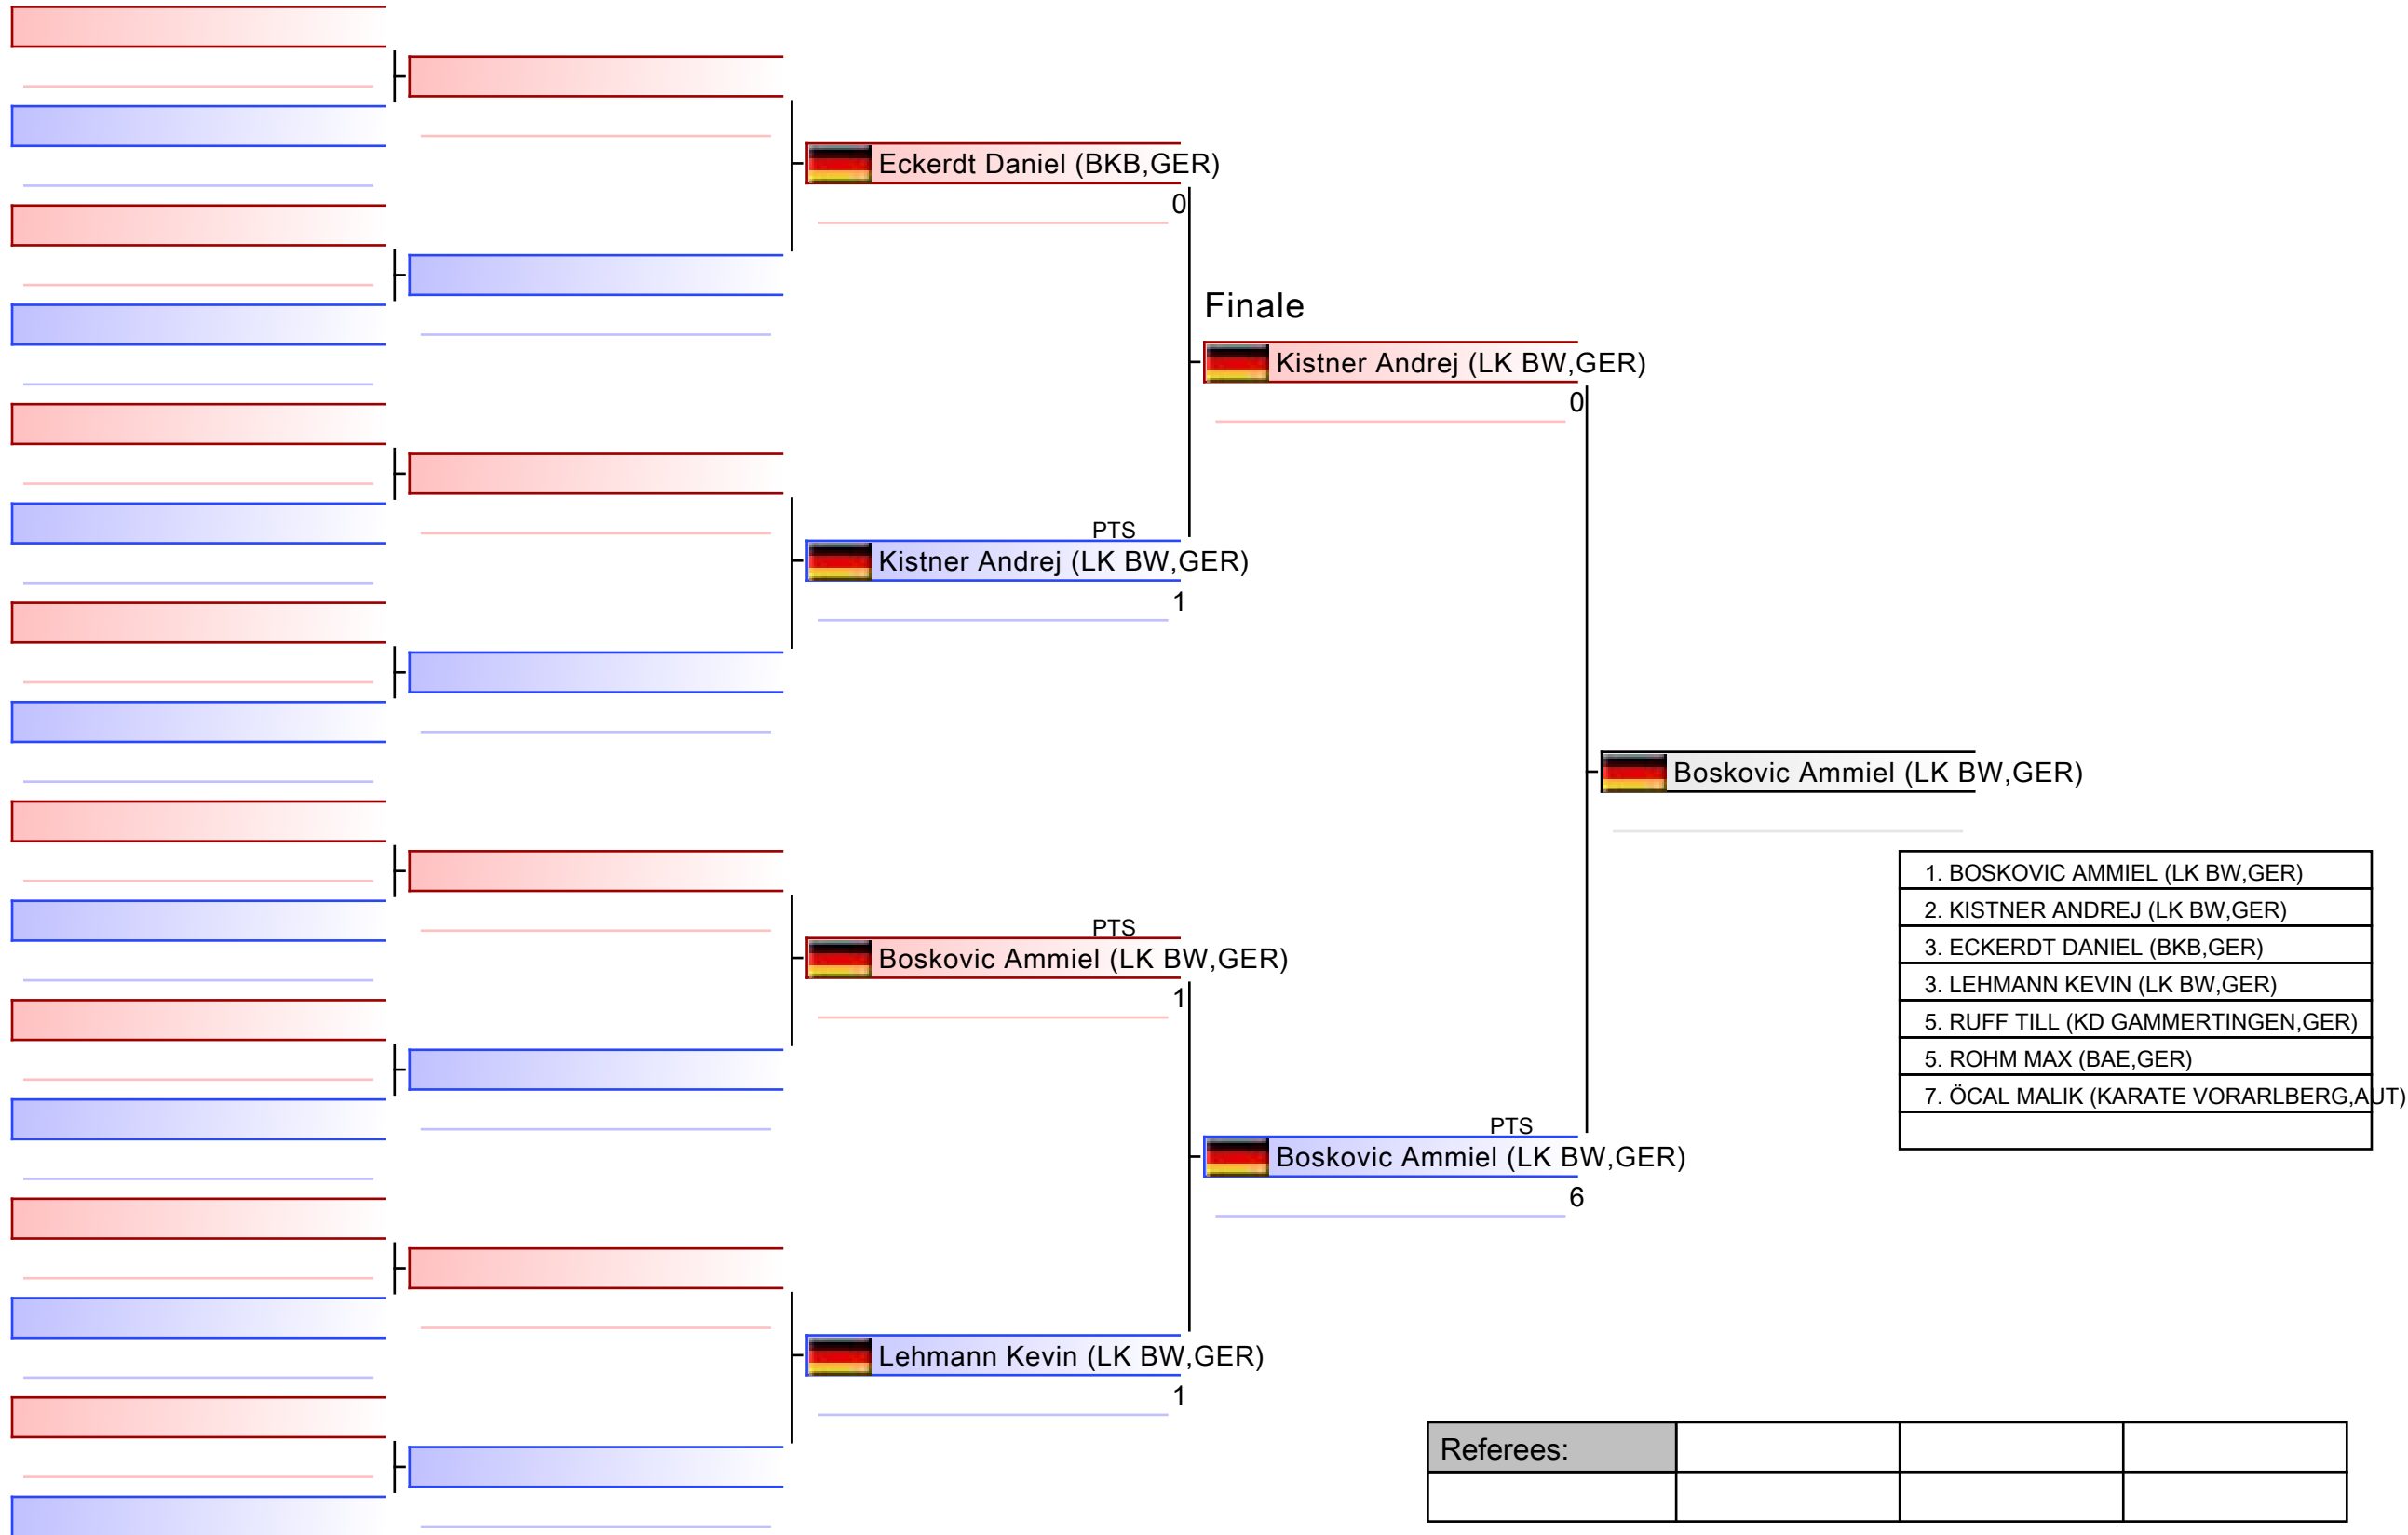 Eckerdt Daniel (BKB,GER)
0
Finale
Kistner Andrej (LK BW,GER)
0
PTS
Kistner Andrej (LK BW,GER)
1
Boskovic Ammiel (LK BW,GER)
1. BOSKOVIC AMMIEL (LK BW,GER)
2. KISTNER ANDREJ (LK BW,GER)
3. ECKERDT DANIEL (BKB,GER)
3. LEHMANN KEVIN (LK BW,GER)
5. RUFF TILL (KD GAMMERTINGEN,GER)
5. ROHM MAX (BAE,GER)
7. ÖCAL MALIK (KARATE VORARLBERG,AUT)
PTS
Boskovic Ammiel (LK BW,GER)
1
PTS
Boskovic Ammiel (LK BW,GER)
6
Lehmann Kevin (LK BW,GER)
1
Referees: